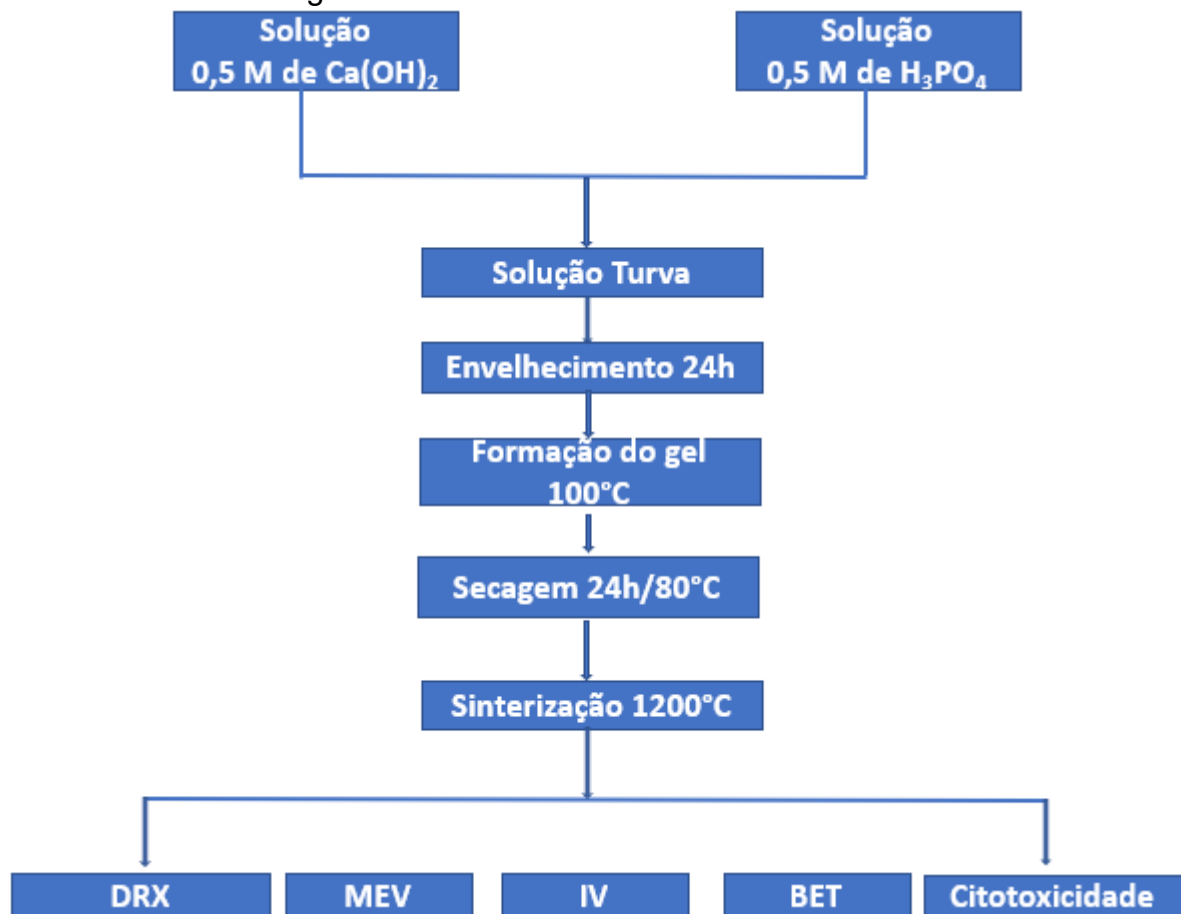 Solução
0,5 M de Ca(OH)₂
Solução
0,5 M de H₃PO₄
Solução Turva
Envelhecimento 24h
Formação do gel
100°C
Secagem 24h/80°C
Sinterização 1200°C
DRX
MEV
IV
BET
Citotoxicidade